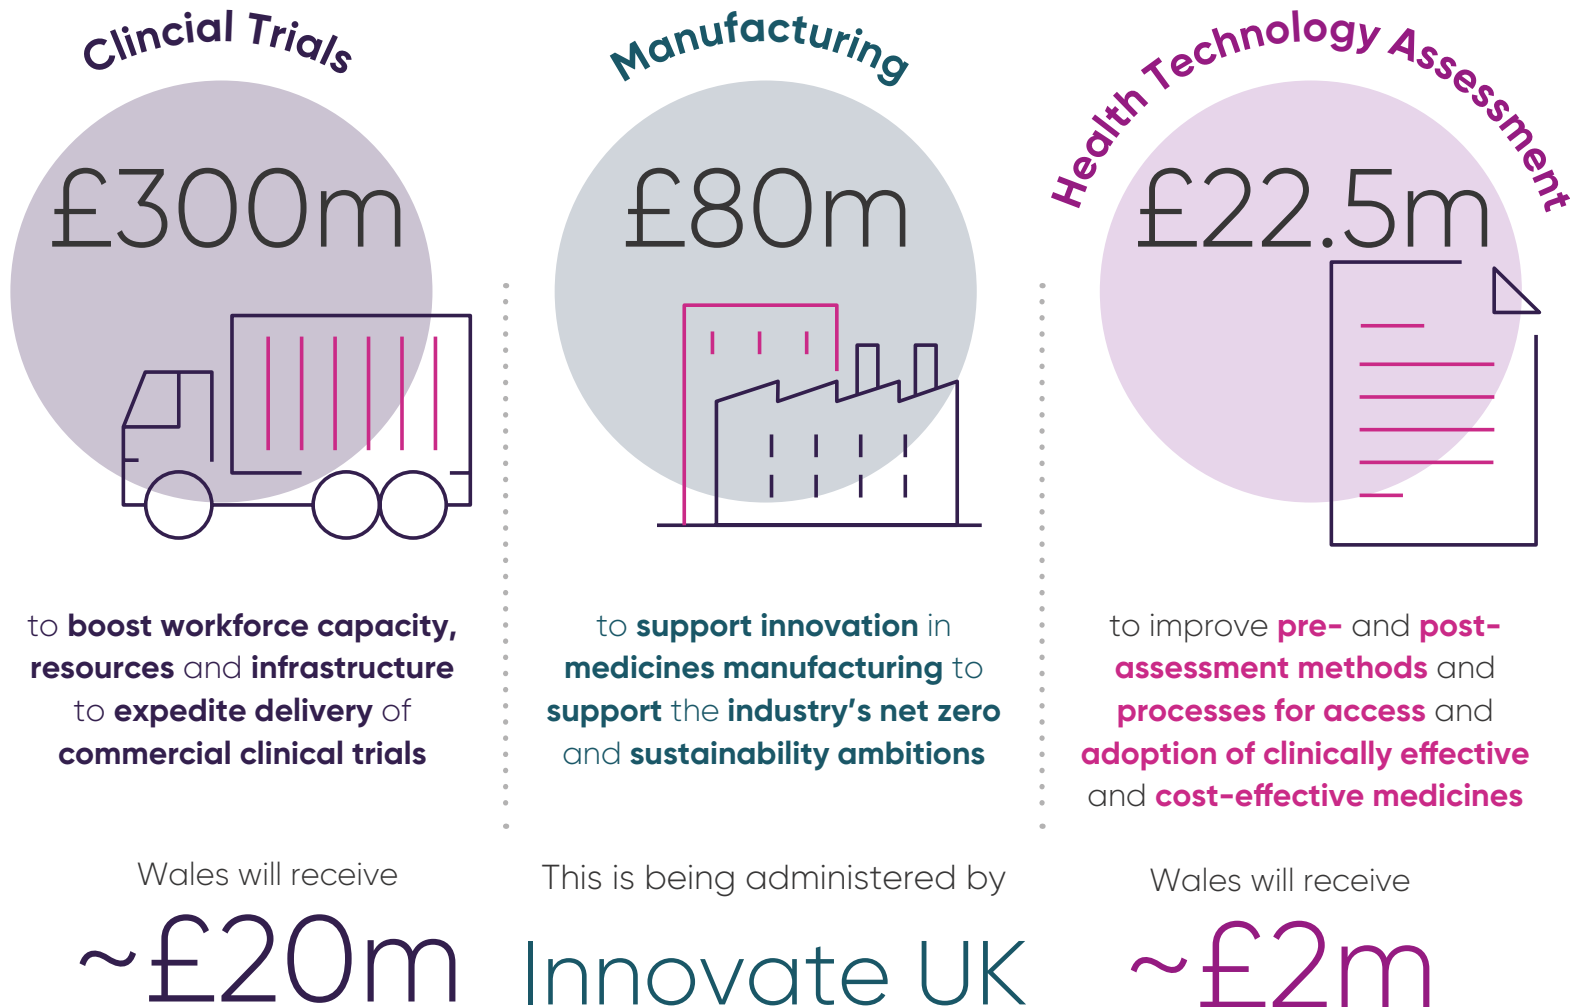 Clincial Trials
£300m
to boost workforce capacity,
resources and infrastructure
to expedite delivery of
commercial clinical trials
Wales will receive
~£20m
Manufacturing
£80m
to support innovation in
medicines manufacturing to
support the industry's net zero
and sustainability ambitions
This is being administered by
Innovate UK
Health Technology Assessment
£22.5m
to improve pre- and post-
assessment methods and
processes for access and
adoption of clinically effective
and cost-effective medicines
Wales will receive
~£2m